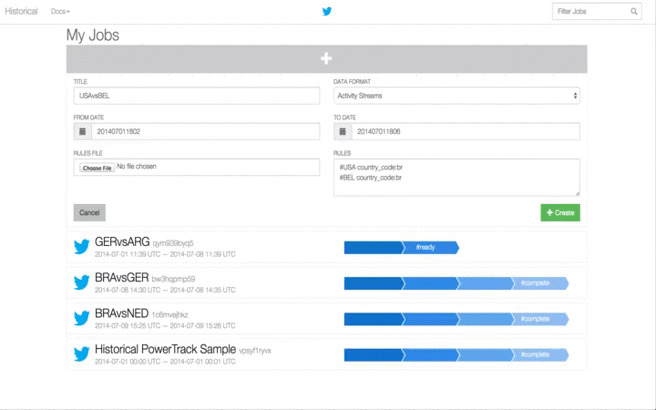 Historical Docs Filter Jobs
My Jobs
TITLE DATA FORMAT
USAvsBEL Activity Streams
FROM DATE TO DATE
201407011802 201407011806
RULES FILE RULES
Choose File No file chosen #USA country_code:br
#BEL country_code:br
Cancel + Create
GERvsARG qym939byq5 #ready
2014-07-01 11:39 UTC — 2014-07-08 11:39 UTC
BRAvsGER bw3hqpmp59 #complete
2014-07-08 14:30 UTC — 2014-07-08 14:35 UTC
BRAvsNED 1c6mvejhkz #complete
2014-07-09 15:25 UTC — 2014-07-09 15:26 UTC
Historical PowerTrack Sample vpsyf1ryvx #complete
2014-07-01 00:00 UTC — 2014-07-01 00:01 UTC